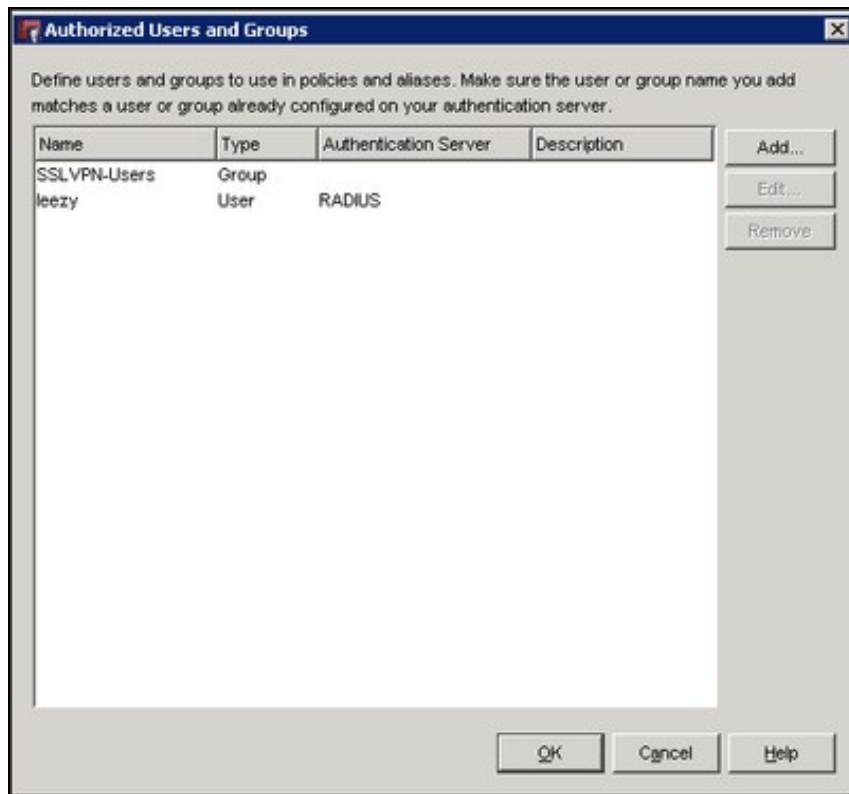 Authorized Users and Groups
Define users and groups to use in policies and aliases. Make sure the user or group name you add
matches a user or group already configured on your authentication server.
Name Type Authentication Server Description
SSLVPN-Users Group
leezy User RADIUS
Add...
Edit...
Remove
OK Cancel Help